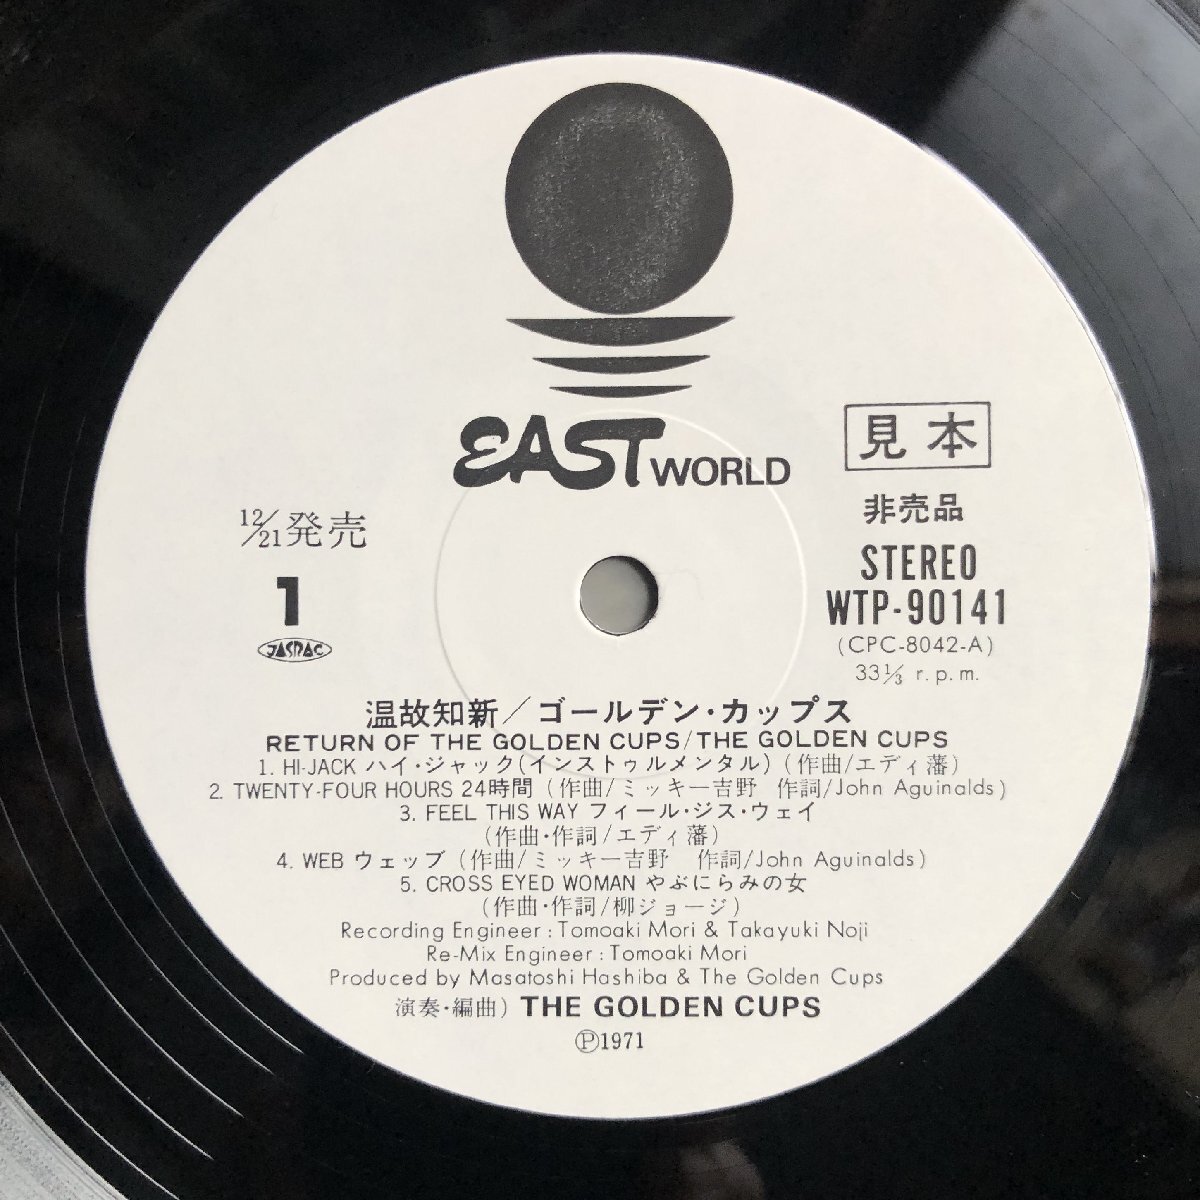 EAST WORLD
見本
非売品
12/21発売
STEREO
1
WTP-90141
JASRAC
(CPC-8042-A)
33⅓ r.p.m.
温故知新／ゴールデン・カップス
RETURN OF THE GOLDEN CUPS/THE GOLDEN CUPS
1. HI-JACK ハイ・ジャック(インストゥルメンタル) (作曲/エディ藩)
2. TWENTY-FOUR HOURS 24時間 (作曲/ミッキー吉野 作詞/John Aguinalds)
3. FEEL THIS WAY フィール・ジス・ウェイ
(作曲・作詞/エディ藩)
4. WEB ウェッブ (作曲/ミッキー吉野 作詞/John Aguinalds)
5. CROSS EYED WOMAN やぶにらみの女
(作曲・作詞/柳ジョージ)
Recording Engineer : Tomoaki Mori & Takayuki Noji
Re-Mix Engineer : Tomoaki Mori
Produced by Masatoshi Hashiba & The Golden Cups
演奏・編曲) THE GOLDEN CUPS
Ⓟ1971